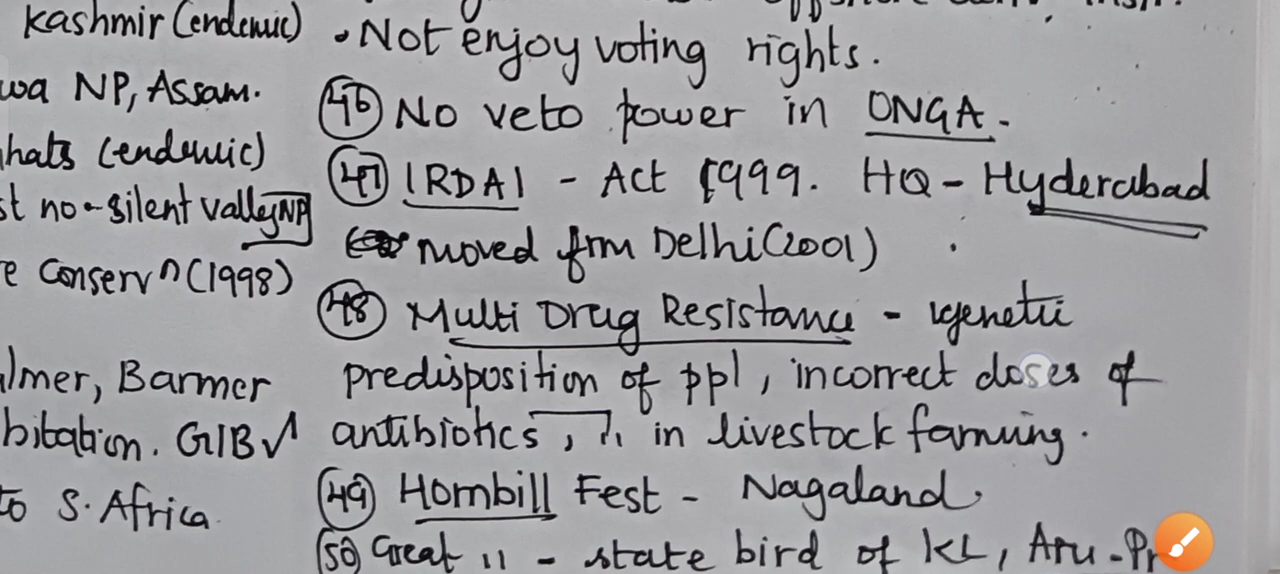 Kashmir (endemic)
wa NP, Assam.
hats (endemic)
st no-silent valley NP
e Conservn (1998)
lmer, Barmer
bitation. GIB ✓
to S. Africa
• Not enjoy voting rights.
46 No veto power in UNGA.
47 IRDAI - Act 1999. HQ - Hyderabad
moved frm Delhi (2001)
48 Multi Drug Resistance - genetic
predisposition of ppl, incorrect doses of
antibiotics, in livestock farming.
49 Hornbill Fest - Nagaland.
50 Great 11 - state bird of KL, Aru-Pr